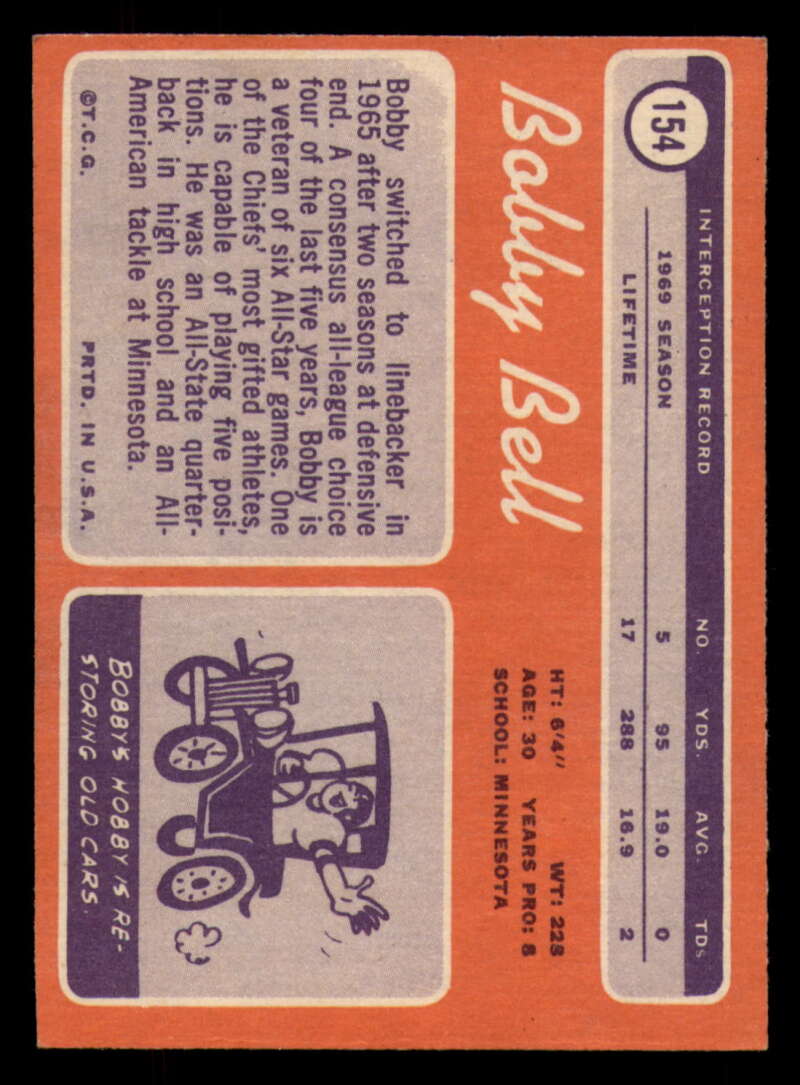 154
INTERCEPTION RECORD NO. YDS. AVG. TDs
1969 SEASON 5 95 19.0 0
LIFETIME 17 288 16.9 2
Bobby Bell
HT: 6'4" WT: 228
AGE: 30 YEARS PRO: 8
SCHOOL: MINNESOTA
Bobby switched to linebacker in
1965 after two seasons at defensive
end. A consensus all-league choice
four of the last five years, Bobby is
a veteran of six All-Star games. One
of the Chiefs' most gifted athletes,
he is capable of playing five posi-
tions. He was an All-State quarter-
back in high school and an All-
American tackle at Minnesota.
©T.C.G. PRTD. IN U.S.A.
BOBBY'S HOBBY IS RE-
STORING OLD CARS.